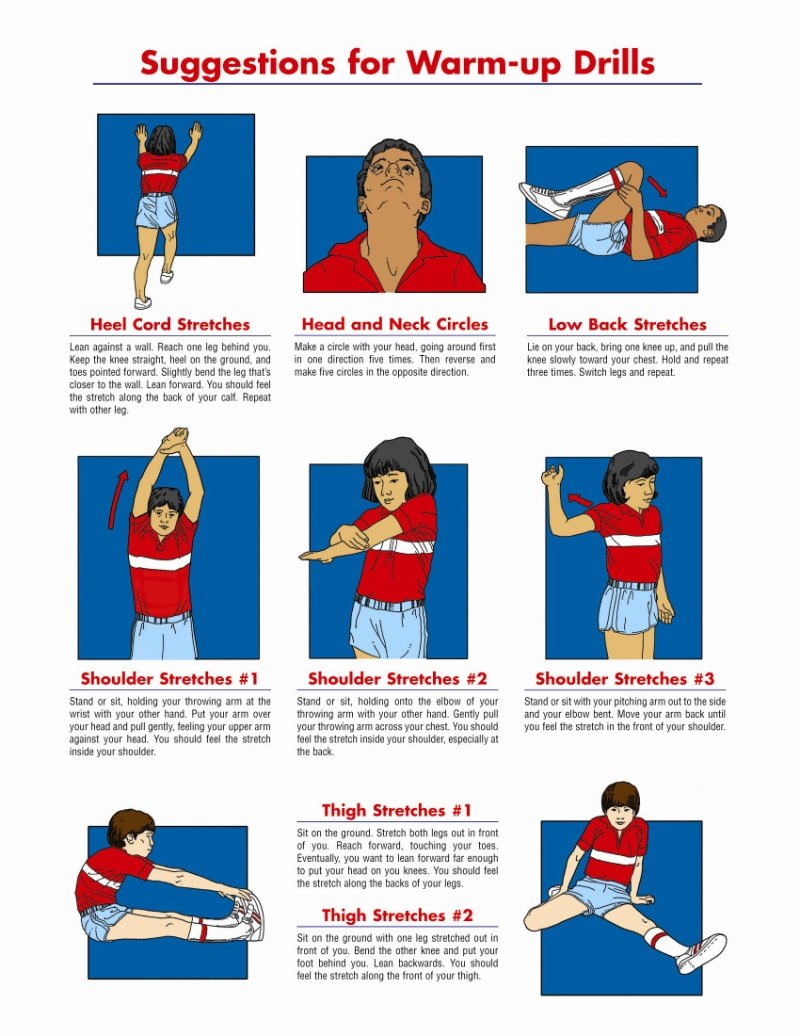 Suggestions for Warm-up Drills
Heel Cord Stretches
Lean against a wall. Reach one leg behind you.
Keep the knee straight, heel on the ground, and
toes pointed forward. Slightly bend the leg that's
closer to the wall. Lean forward. You should feel
the stretch along the back of your calf. Repeat
with other leg.
Head and Neck Circles
Make a circle with your head, going around first
in one direction five times. Then reverse and
make five circles in the opposite direction.
Low Back Stretches
Lie on your back, bring one knee up, and pull the
knee slowly toward your chest. Hold and repeat
three times. Switch legs and repeat.
Shoulder Stretches #1
Stand or sit, holding your throwing arm at the
wrist with your other hand. Put your arm over
your head and pull gently, feeling your upper arm
against your head. You should feel the stretch
inside your shoulder.
Shoulder Stretches #2
Stand or sit, holding onto the elbow of your
throwing arm with your other hand. Gently pull
your throwing arm across your chest. You should
feel the stretch inside your shoulder, especially at
the back.
Shoulder Stretches #3
Stand or sit with your pitching arm out to the side
and your elbow bent. Move your arm back until
you feel the stretch in the front of your shoulder.
Thigh Stretches #1
Sit on the ground. Stretch both legs out in front
of you. Reach forward, touching your toes.
Eventually, you want to lean forward far enough
to put your head on you knees. You should feel
the stretch along the backs of your legs.
Thigh Stretches #2
Sit on the ground with one leg stretched out in
front of you. Bend the other knee and put your
foot behind you. Lean backwards. You should
feel the stretch along the front of your thigh.